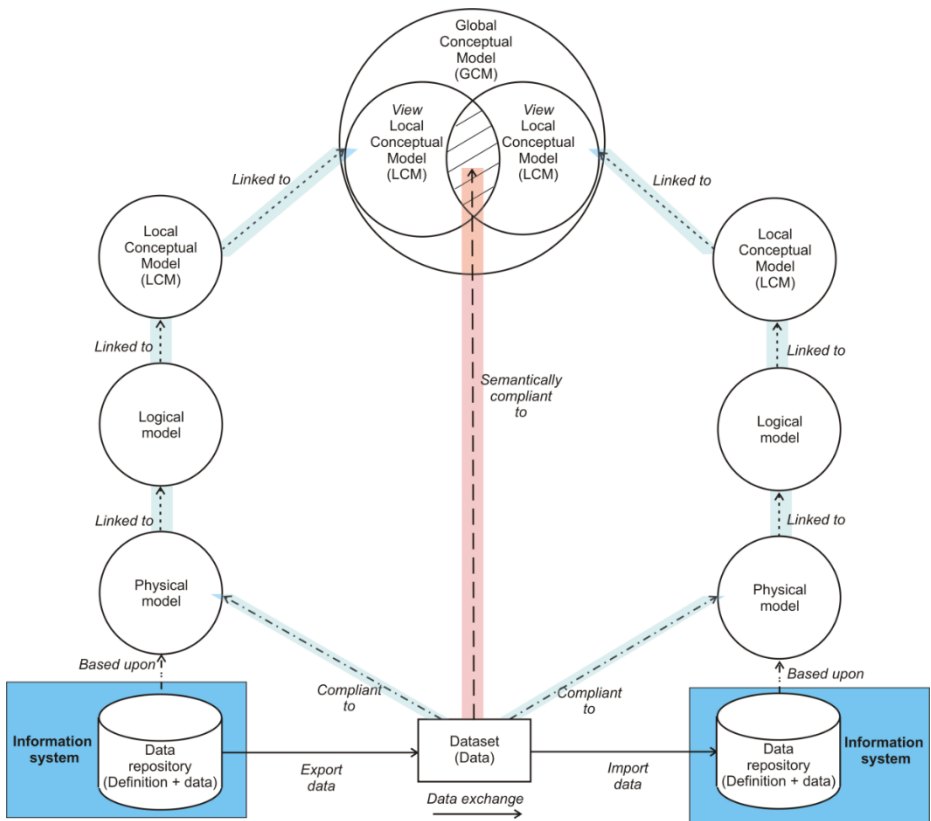 Global
Conceptual
Model
(GCM)
View
Local
Conceptual
Model
(LCM)
View
Local
Conceptual
Model
(LCM)
Linked to
Linked to
Local
Conceptual
Model
(LCM)
Local
Conceptual
Model
(LCM)
Linked to
Linked to
Semantically
compliant
to
Logical
model
Logical
model
Linked to
Linked to
Physical
model
Physical
model
Based upon
Based upon
Compliant
to
Compliant
to
Information
system
Data
repository
(Definition + data)
Export
data
Dataset
(Data)
Import
data
Data
repository
(Definition + data)
Information
system
Data exchange